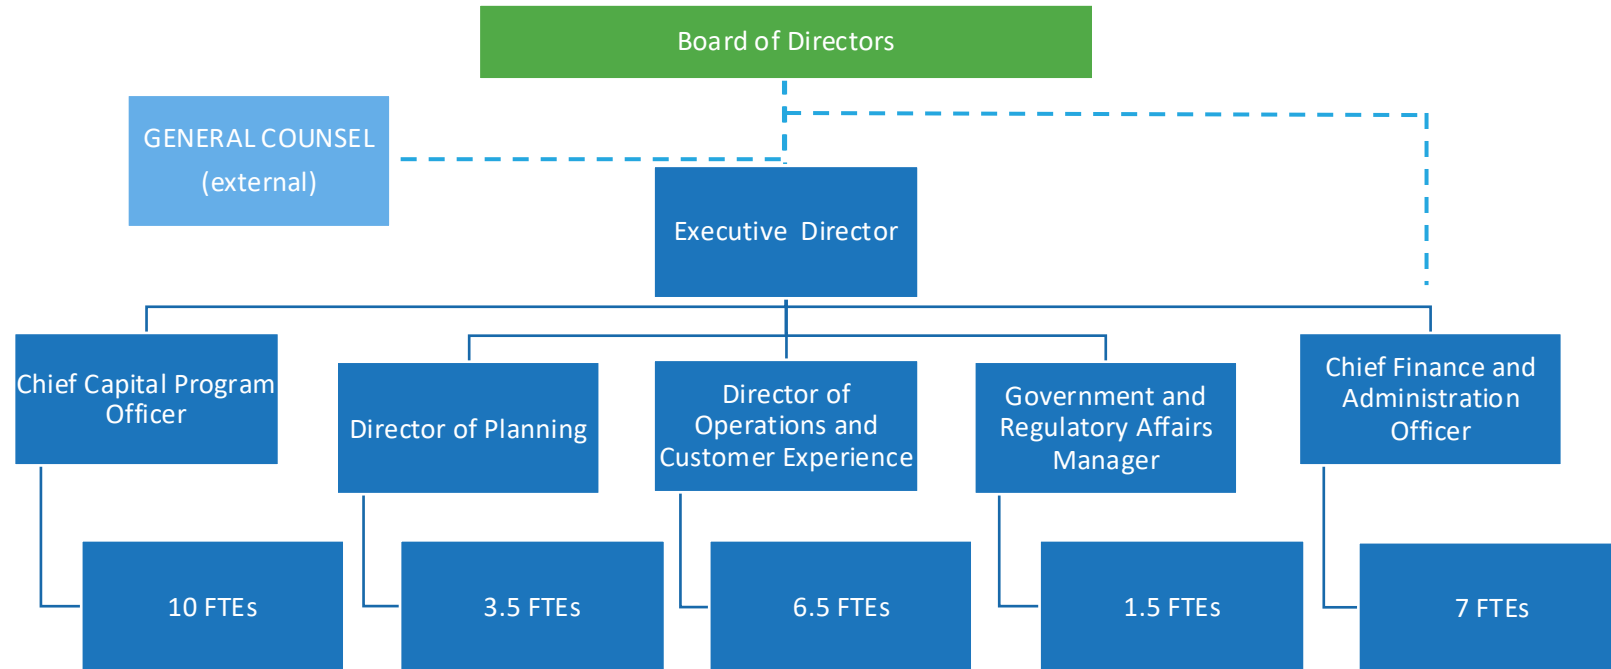 Board of Directors
GENERAL COUNSEL
(external)
Executive Director
Chief Capital Program
Officer
Director of Planning
Director of
Operations and
Customer Experience
Government and
Regulatory Affairs
Manager
Chief Finance and
Administration
Officer
10 FTEs
3.5 FTEs
6.5 FTEs
1.5 FTEs
7 FTEs